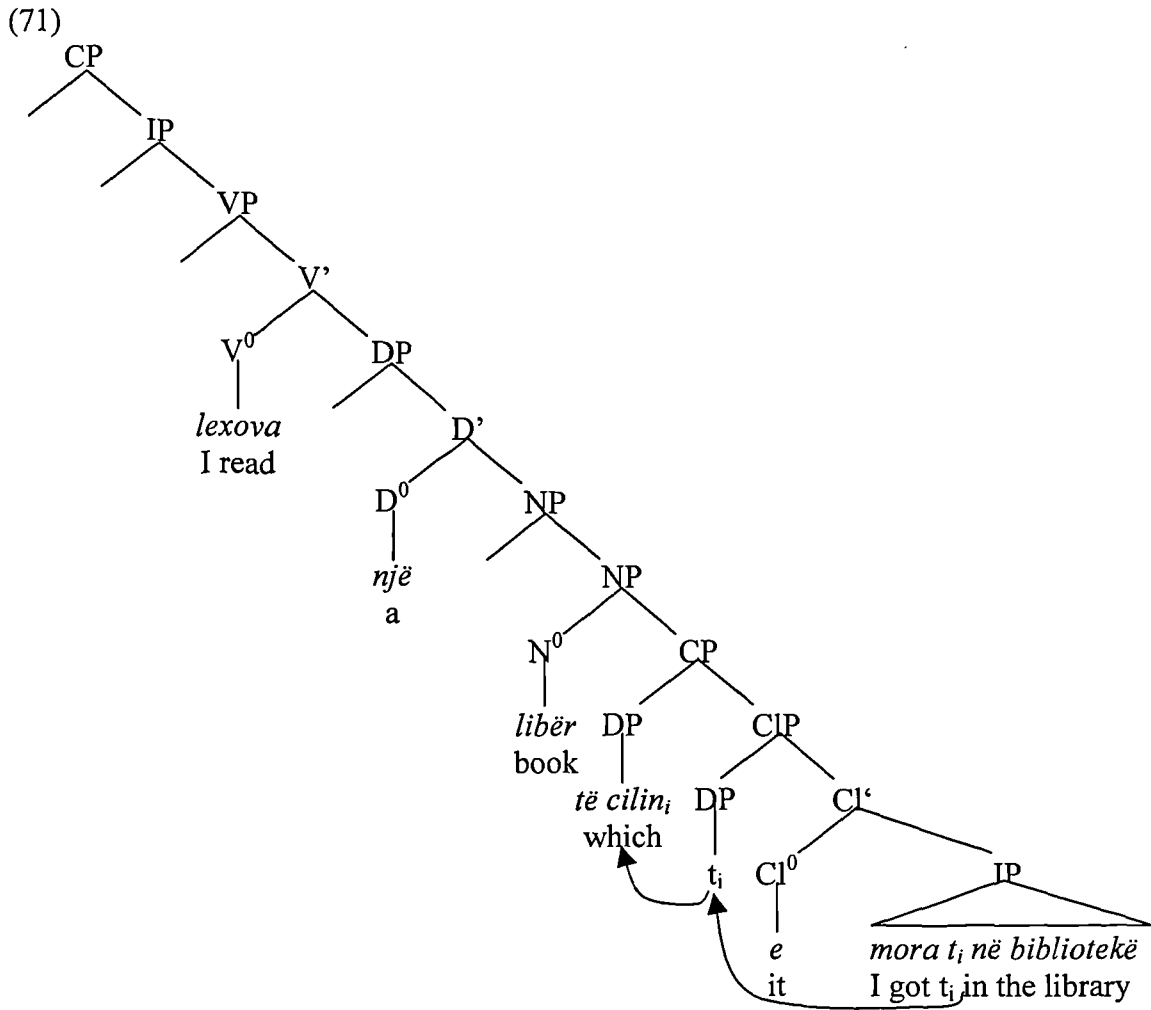 (71)
CP
IP
VP
V’
V⁰ DP
lexova
I read
D’
D⁰ NP
një
a
NP
N⁰ CP
libër
book
DP ClP
të cilinᵢ
which
DP Cl‘
tᵢ Cl⁰ IP
e mora tᵢ në bibliotekë
it I got tᵢ in the library